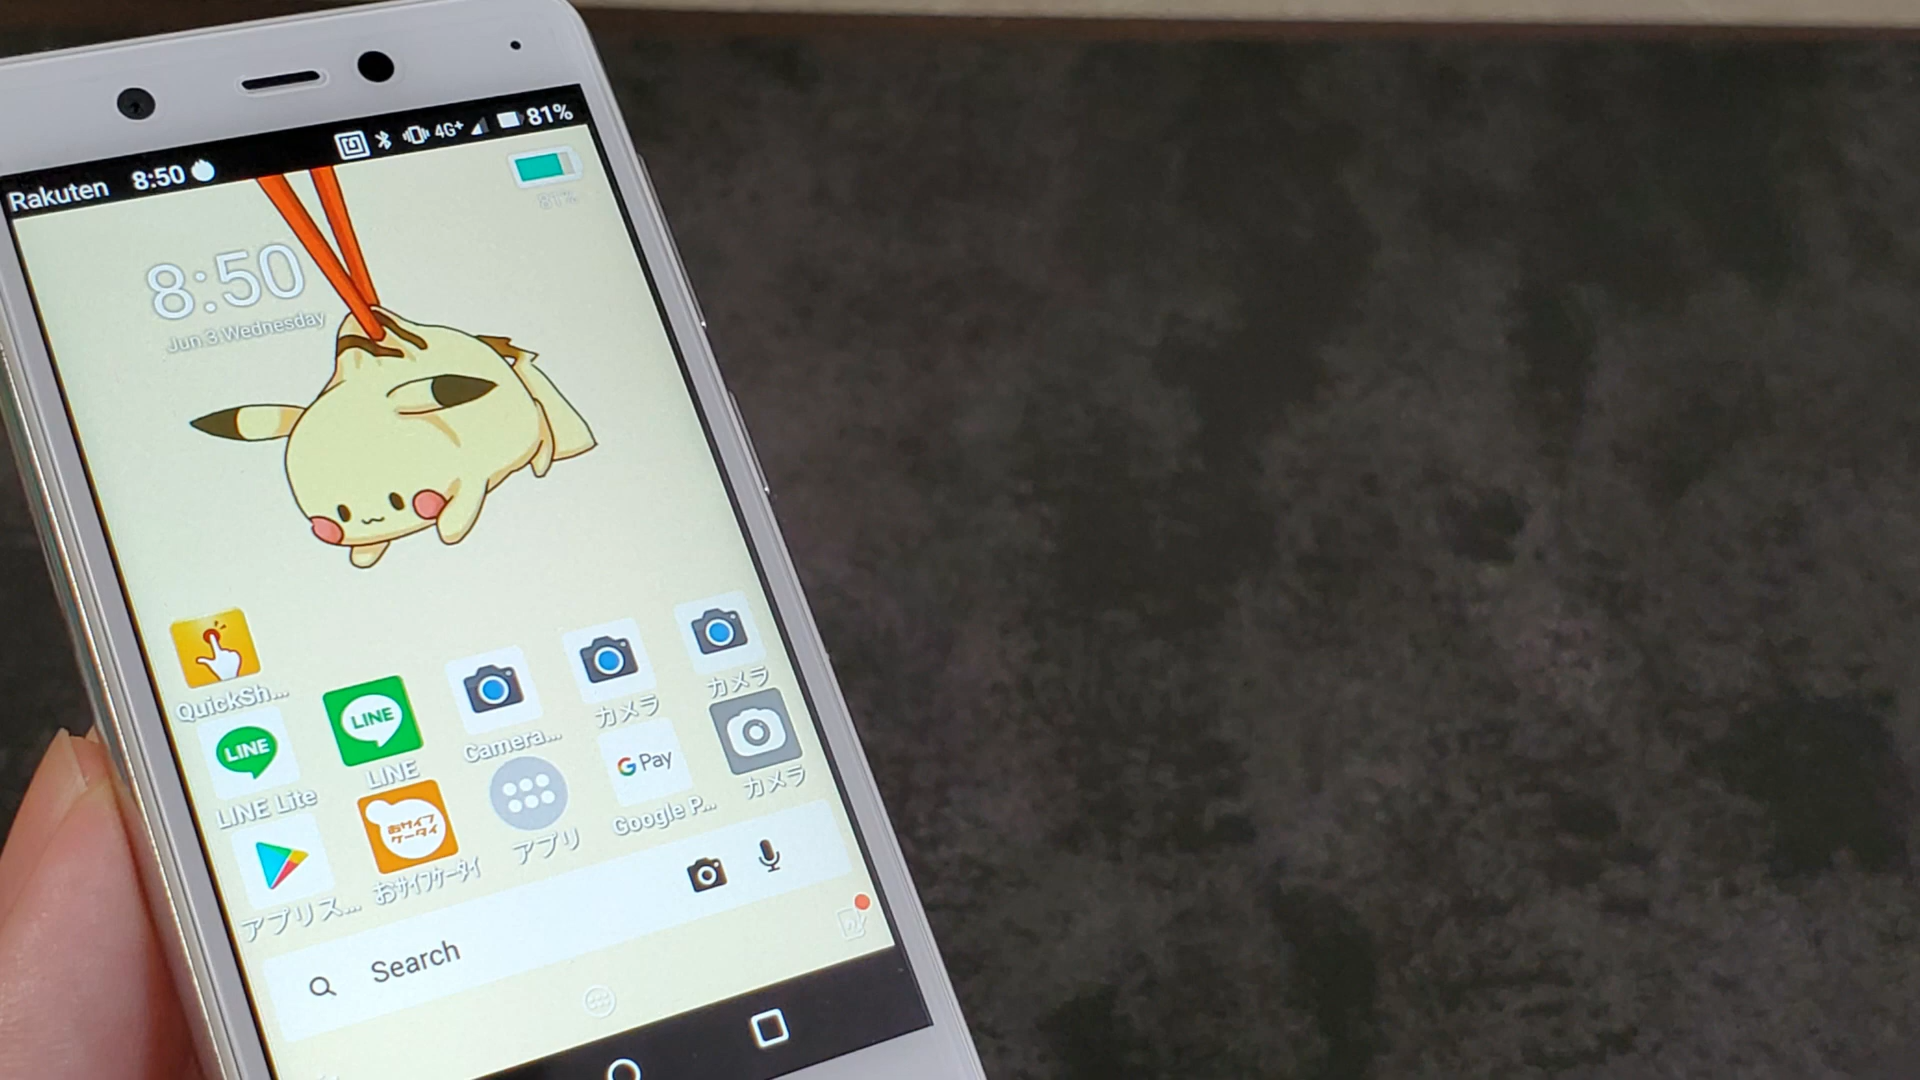 Rakuten 8:50 4G+ 81%
81%
8:50
Jun.3.Wednesday
QuickSh...
LINE
LINE Lite
LINE
LINE
Camera...
カメラ
カメラ
アプリス...
おサイフ
ケータイ
おサイフケータイ
アプリ
G Pay
Google P...
カメラ
Search